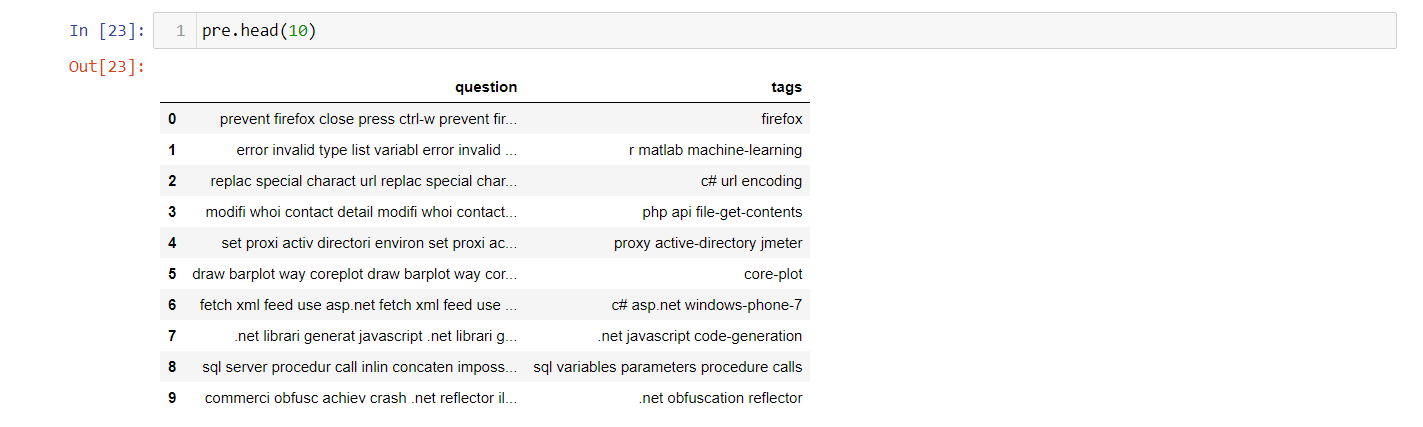 In [23]: 1 pre.head(10)
Out[23]:
question tags
0 prevent firefox close press ctrl-w prevent fir... firefox
1 error invalid type list variabl error invalid ... r matlab machine-learning
2 replac special charact url replac special char... c# url encoding
3 modifi whoi contact detail modifi whoi contact... php api file-get-contents
4 set proxi activ directori environ set proxi ac... proxy active-directory jmeter
5 draw barplot way coreplot draw barplot way cor... core-plot
6 fetch xml feed use asp.net fetch xml feed use ... c# asp.net windows-phone-7
7 .net librari generat javascript .net librari g... .net javascript code-generation
8 sql server procedur call inlin concaten imposs... sql variables parameters procedure calls
9 commerci obfusc achiev crash .net reflector il... .net obfuscation reflector